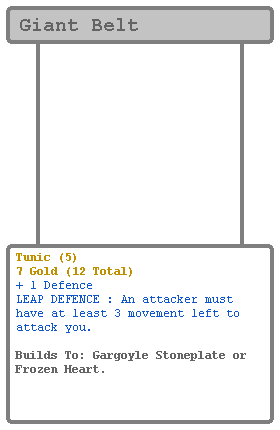 Giant Belt
Tunic (5)
7 Gold (12 Total)
+ 1 Defence
LEAP DEFENCE : An attacker must
have at least 3 movement left to
attack you.
Builds To: Gargoyle Stoneplate or
Frozen Heart.